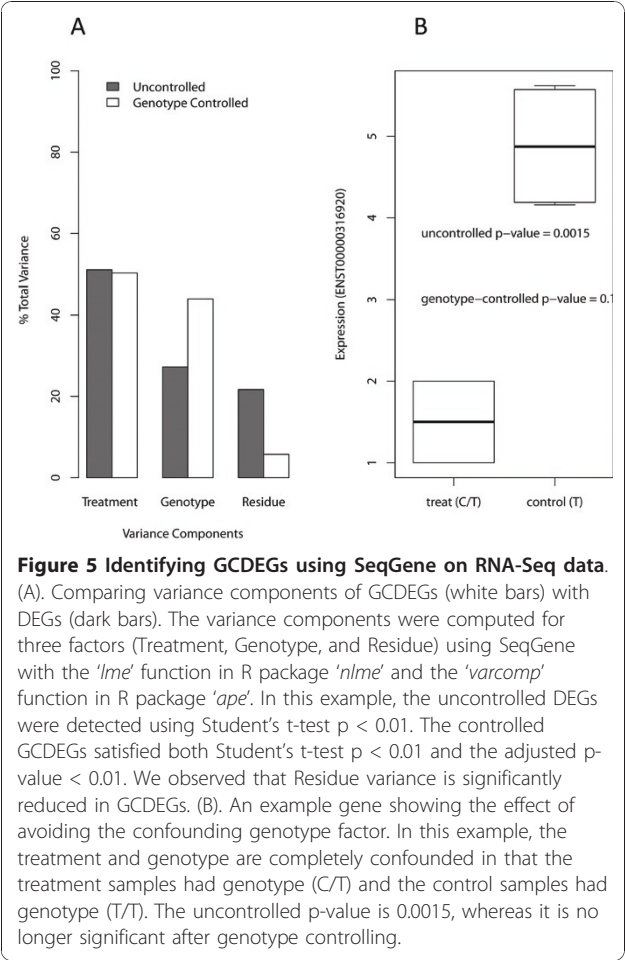 A
B
100
80
60
40
20
0
% Total Variance
Uncontrolled
Genotype Controlled
Treatment Genotype Residue
Variance Components
5
4
3
2
1
Expression (ENST00000316920)
uncontrolled p−value = 0.0015
genotype−controlled p−value = 0.1
treat (C/T) control (T)
Figure 5 Identifying GCDEGs using SeqGene on RNA-Seq data.
(A). Comparing variance components of GCDEGs (white bars) with
DEGs (dark bars). The variance components were computed for
three factors (Treatment, Genotype, and Residue) using SeqGene
with the 'lme' function in R package 'nlme' and the 'varcomp'
function in R package 'ape'. In this example, the uncontrolled DEGs
were detected using Student's t-test p < 0.01. The controlled
GCDEGs satisfied both Student's t-test p < 0.01 and the adjusted p-
value < 0.01. We observed that Residue variance is significantly
reduced in GCDEGs. (B). An example gene showing the effect of
avoiding the confounding genotype factor. In this example, the
treatment and genotype are completely confounded in that the
treatment samples had genotype (C/T) and the control samples had
genotype (T/T). The uncontrolled p-value is 0.0015, whereas it is no
longer significant after genotype controlling.